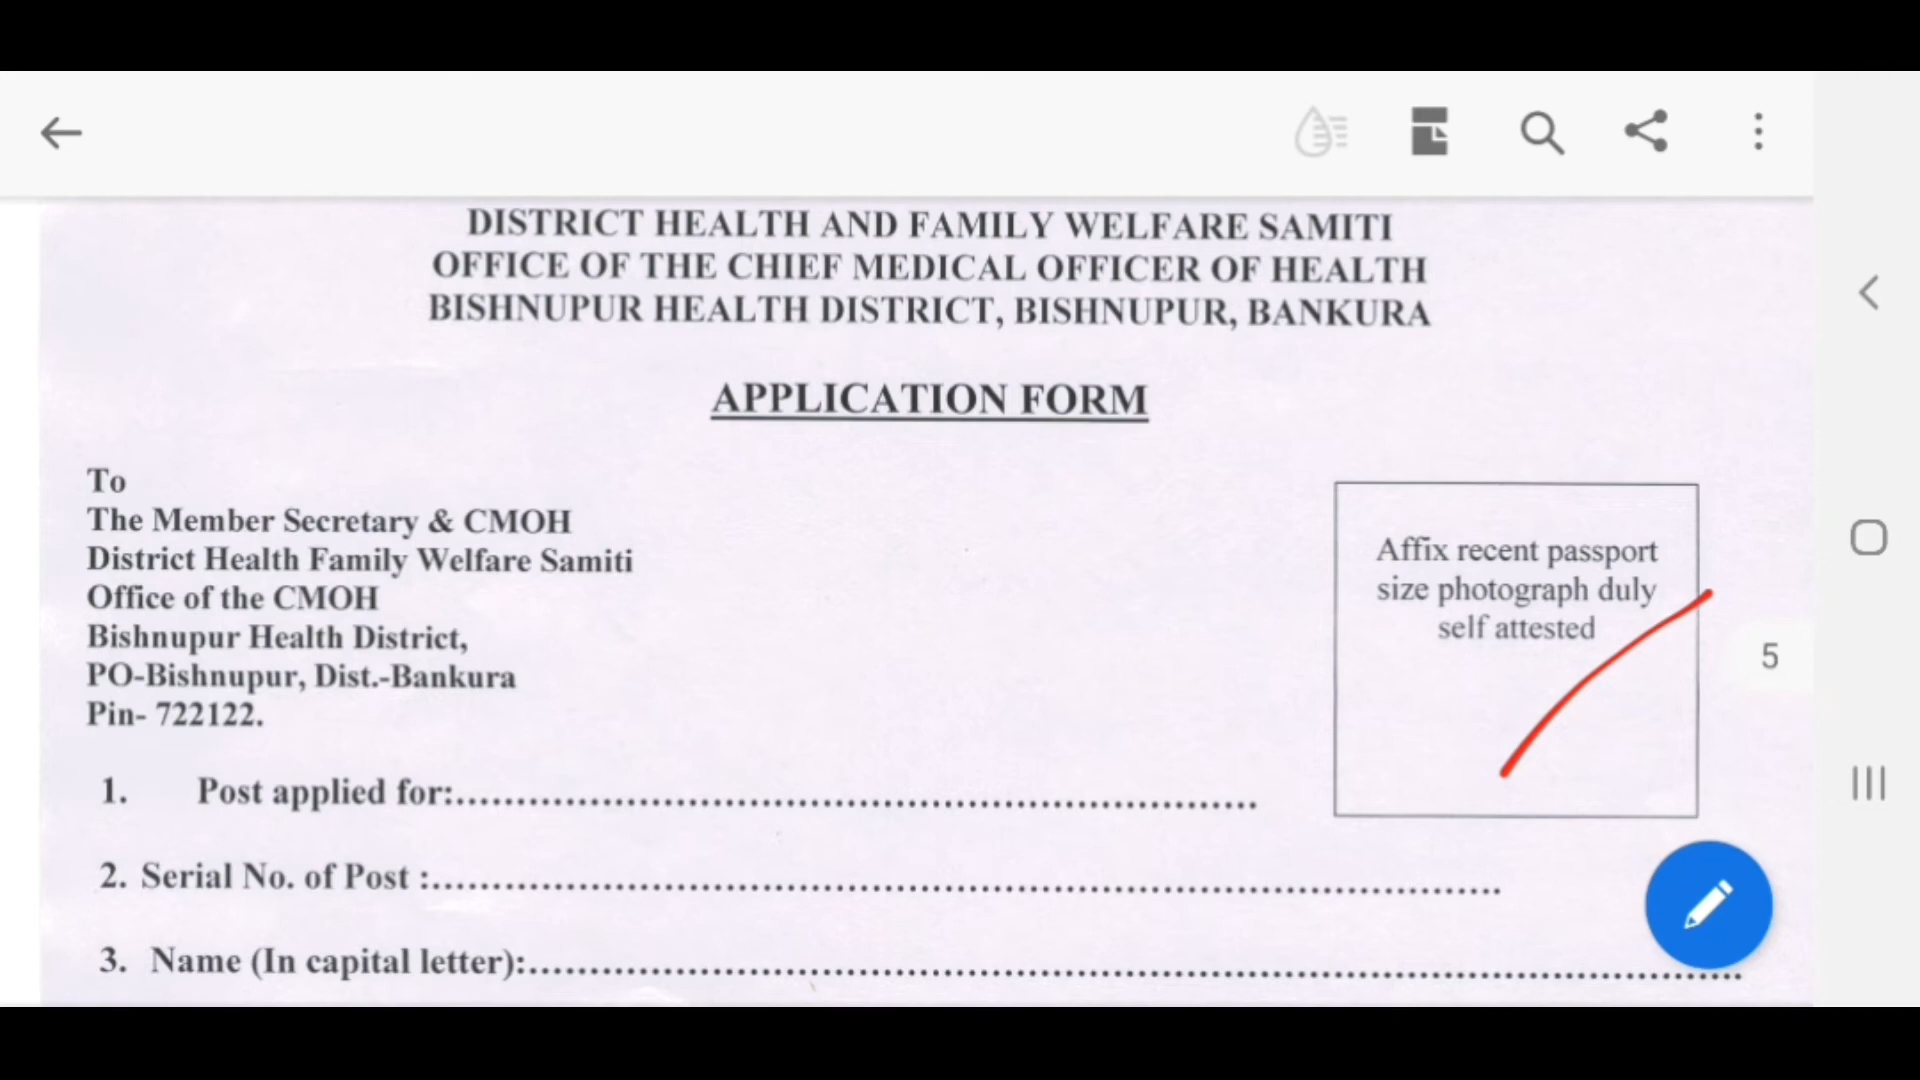 DISTRICT HEALTH AND FAMILY WELFARE SAMITI
OFFICE OF THE CHIEF MEDICAL OFFICER OF HEALTH
BISHNUPUR HEALTH DISTRICT, BISHNUPUR, BANKURA
APPLICATION FORM
To
The Member Secretary & CMOH
District Health Family Welfare Samiti
Office of the CMOH
Bishnupur Health District,
PO-Bishnupur, Dist.-Bankura
Pin- 722122.
Affix recent passport
size photograph duly
self attested
5
1. Post applied for:..............................................................
2. Serial No. of Post :..................................................................................
3. Name (In capital letter):..............................................................................................